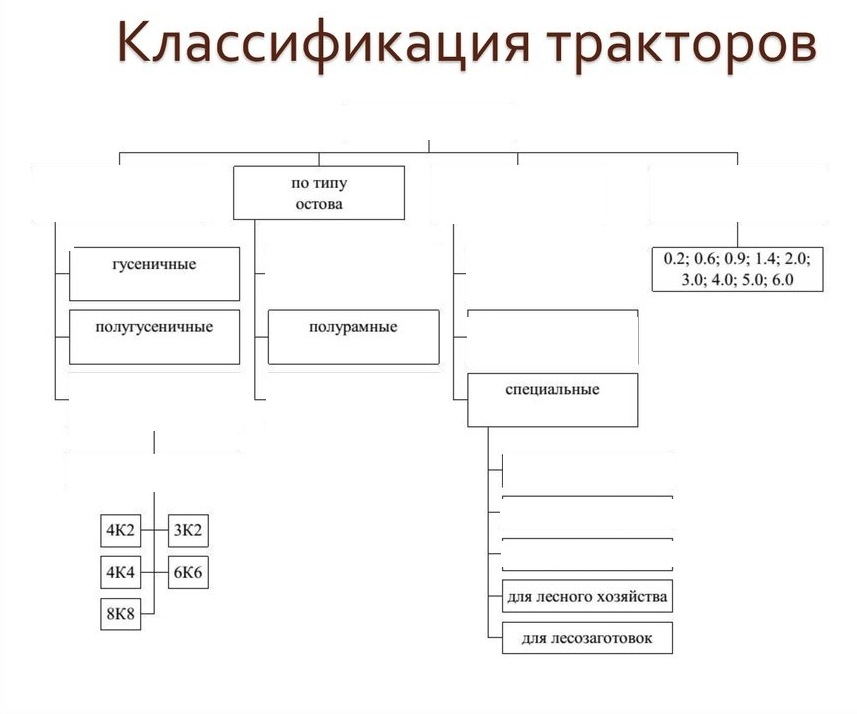 Классификация тракторов
по типу
остова
гусеничные
0.2; 0.6; 0.9; 1.4; 2.0;
3.0; 4.0; 5.0; 6.0
полугусеничные
полурамные
специальные
4К2
3К2
4К4
6К6
8К8
для лесного хозяйства
для лесозаготовок